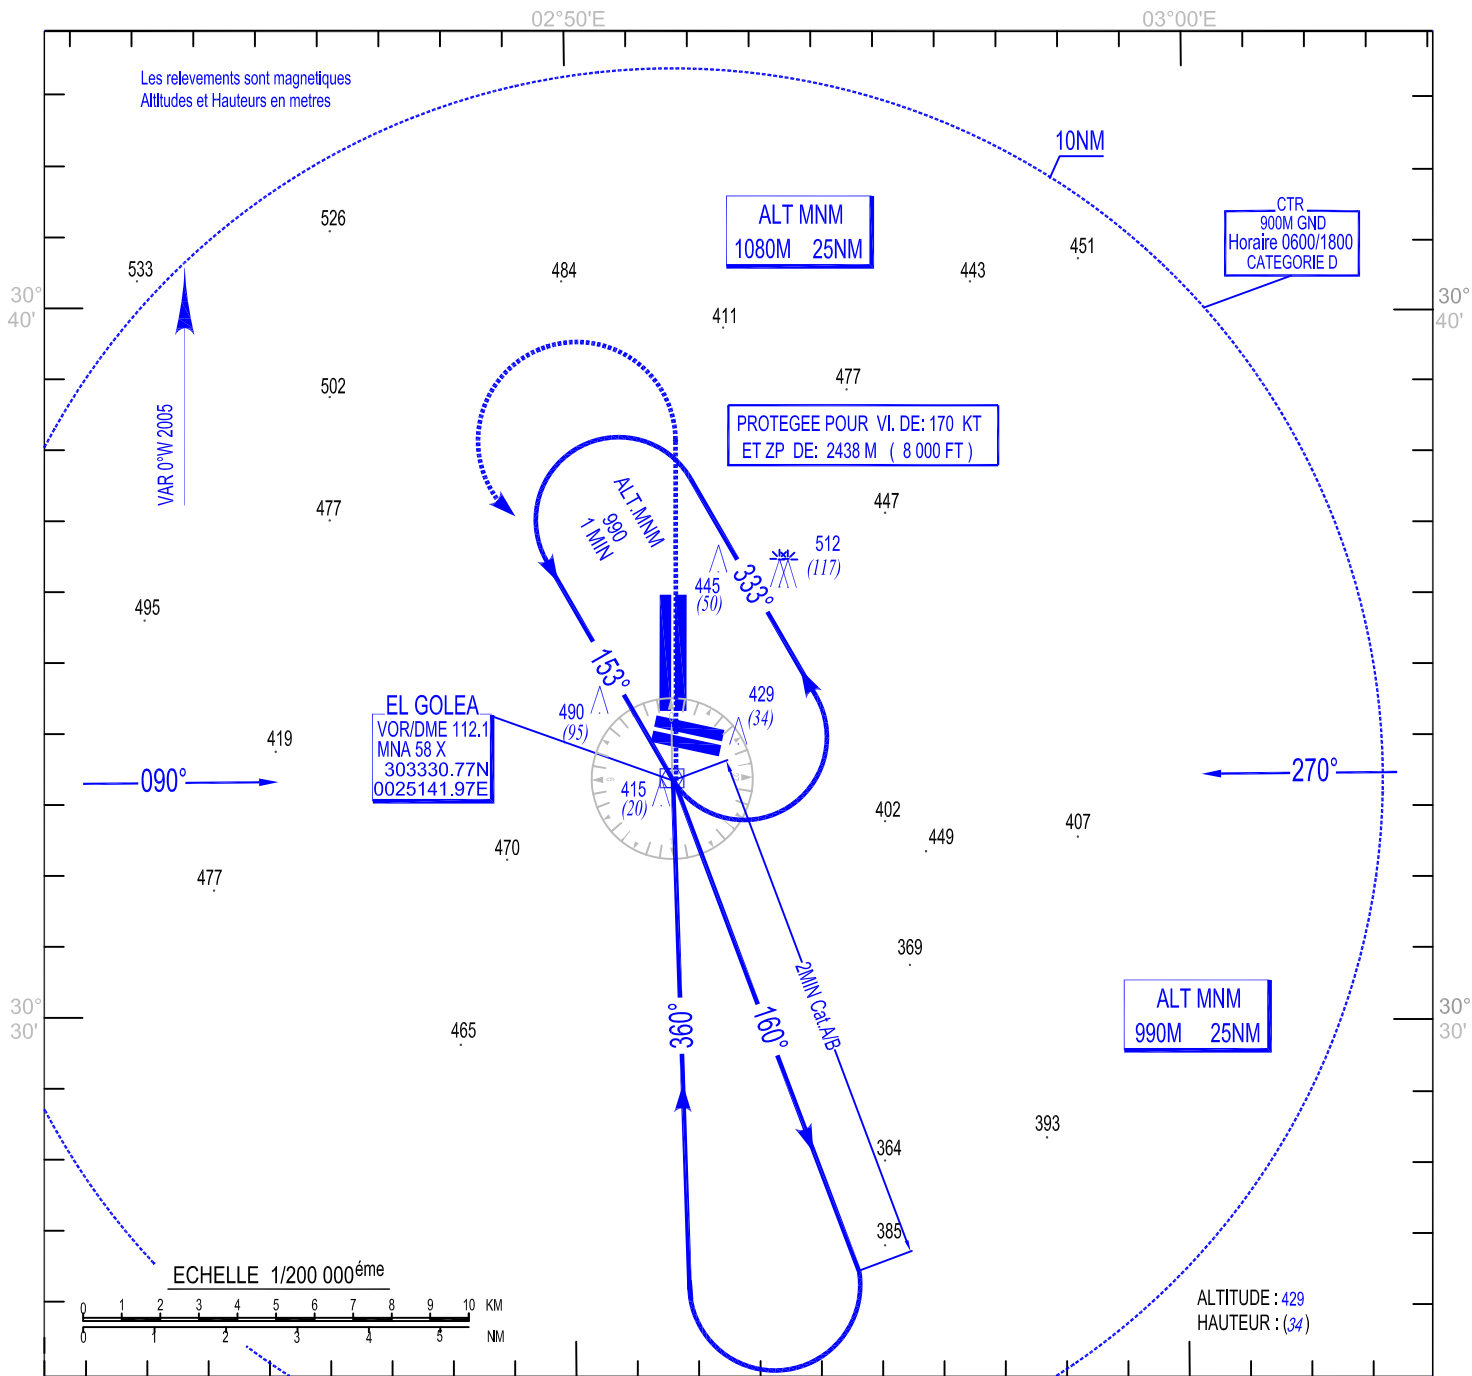 02°50'E
03°00'E
Les relevements sont magnetiques
Altitudes et Hauteurs en metres
10NM
CTR
900M GND
Horaire 0600/1800
CATEGORIE D
ALT MNM
1080M 25NM
526
533
484
443
451
30°
40'
30°
40'
411
VAR 0°W 2005
502
477
PROTEGEE POUR VI. DE: 170 KT
ET ZP DE: 2438 M ( 8 000 FT )
477
447
ALT.MNM
990
1 MIN
512
(117)
445
(50)
333°
495
153°
EL GOLEA
VOR/DME 112.1
MNA 58 X
303330.77N
0025141.97E
490
(95)
429
(34)
419
090°
270°
415
(20)
402
449
407
470
477
369
2MIN Cat.A/B
360°
160°
ALT MNM
990M 25NM
30°
30'
30°
30'
465
393
364
385
ECHELLE 1/200 000éme
0 1 2 3 4 5 6 7 8 9 10 KM
0 1 2 3 4 5 NM
ALTITUDE : 429
HAUTEUR : (34)